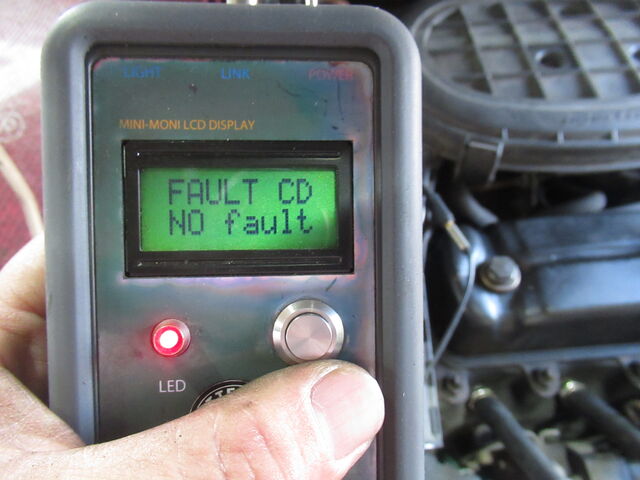 LIGHT LINK POWER
MINI-MONI LCD DISPLAY
FAULT CD
NO fault
LED